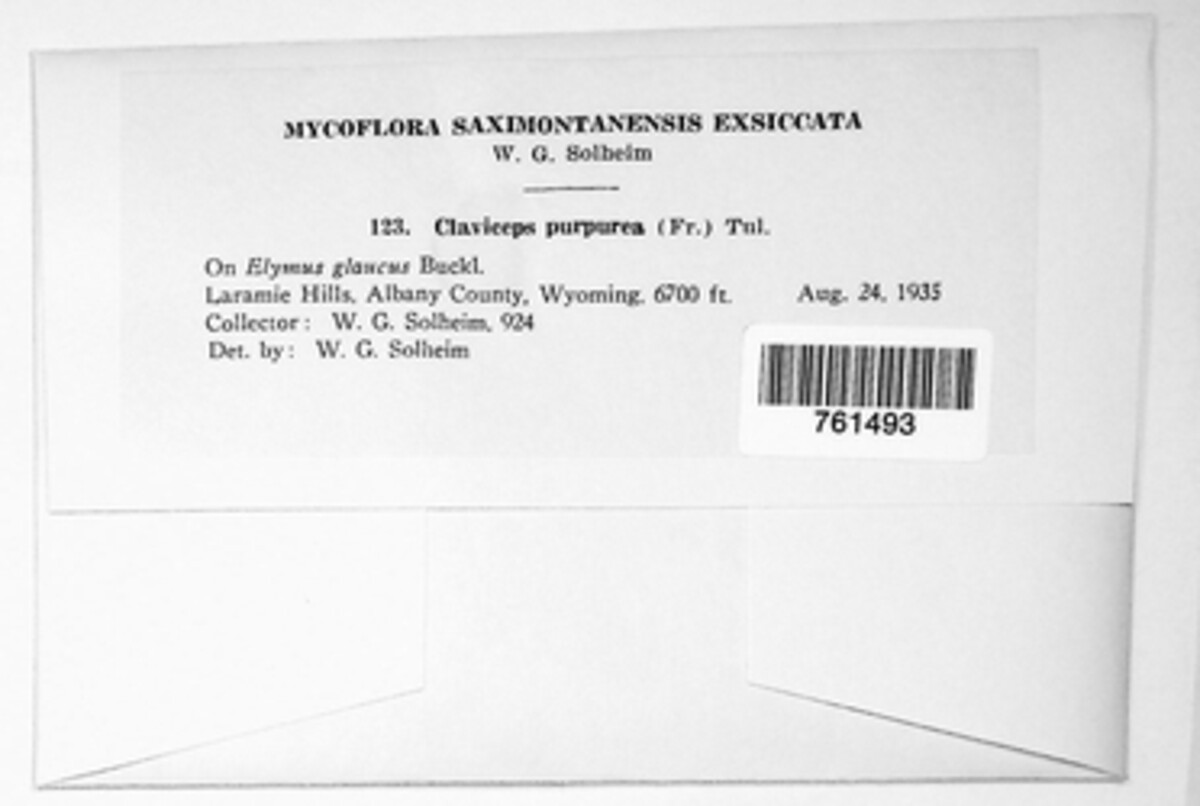 MYCOFLORA SAXIMONTANENSIS EXSICCATA
W. G. Solheim
123. Claviceps purpurea (Fr.) Tul.
On Elymus glaucus Buckl.
Laramie Hills, Albany County, Wyoming, 6700 ft. Aug. 24, 1935
Collector: W. G. Solheim, 924
Det. by: W. G. Solheim
761493